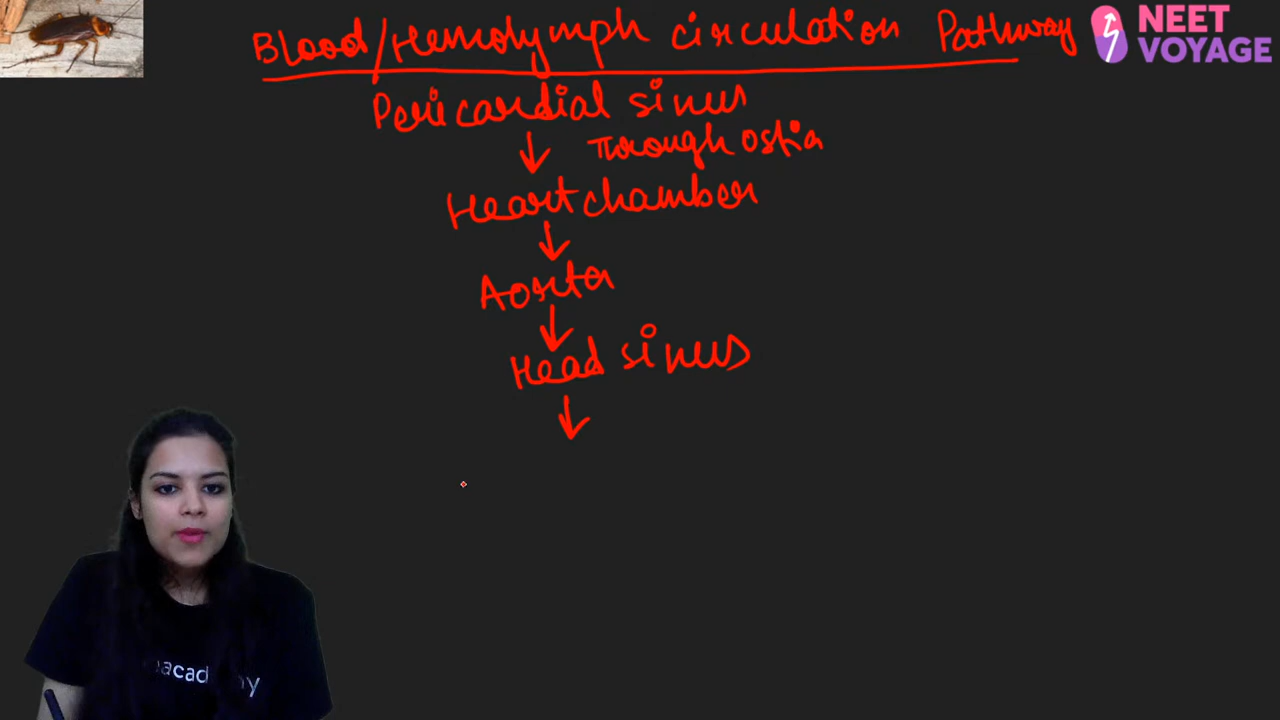 Blood/Hemolymph circulation Pathway
NEET
VOYAGE
Pericardial sinus
Through ostia
Heart chamber
Aorta
Head sinus